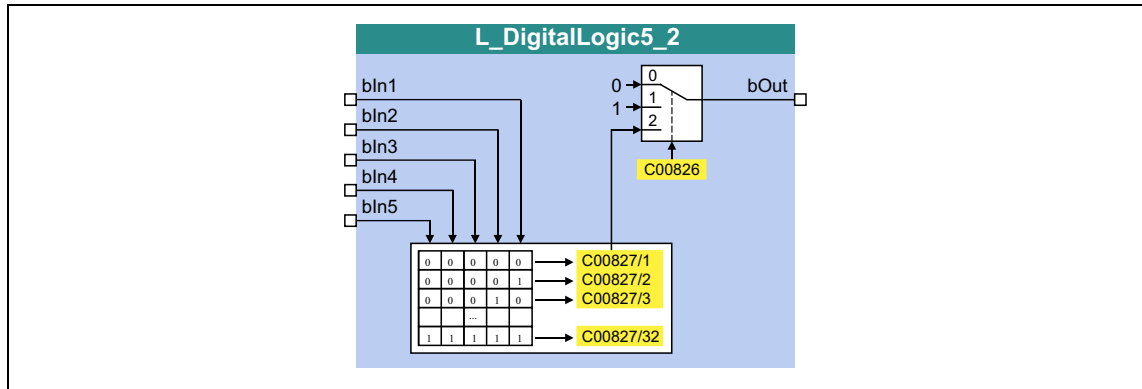 L_DigitalLogic5_2
bIn1
bIn2
bIn3
bIn4
bIn5
0 0
1 1
2
bOut
C00826
0 0 0 0 0 C00827/1
0 0 0 0 1 C00827/2
0 0 0 1 0 C00827/3
...
1 1 1 1 1 C00827/32